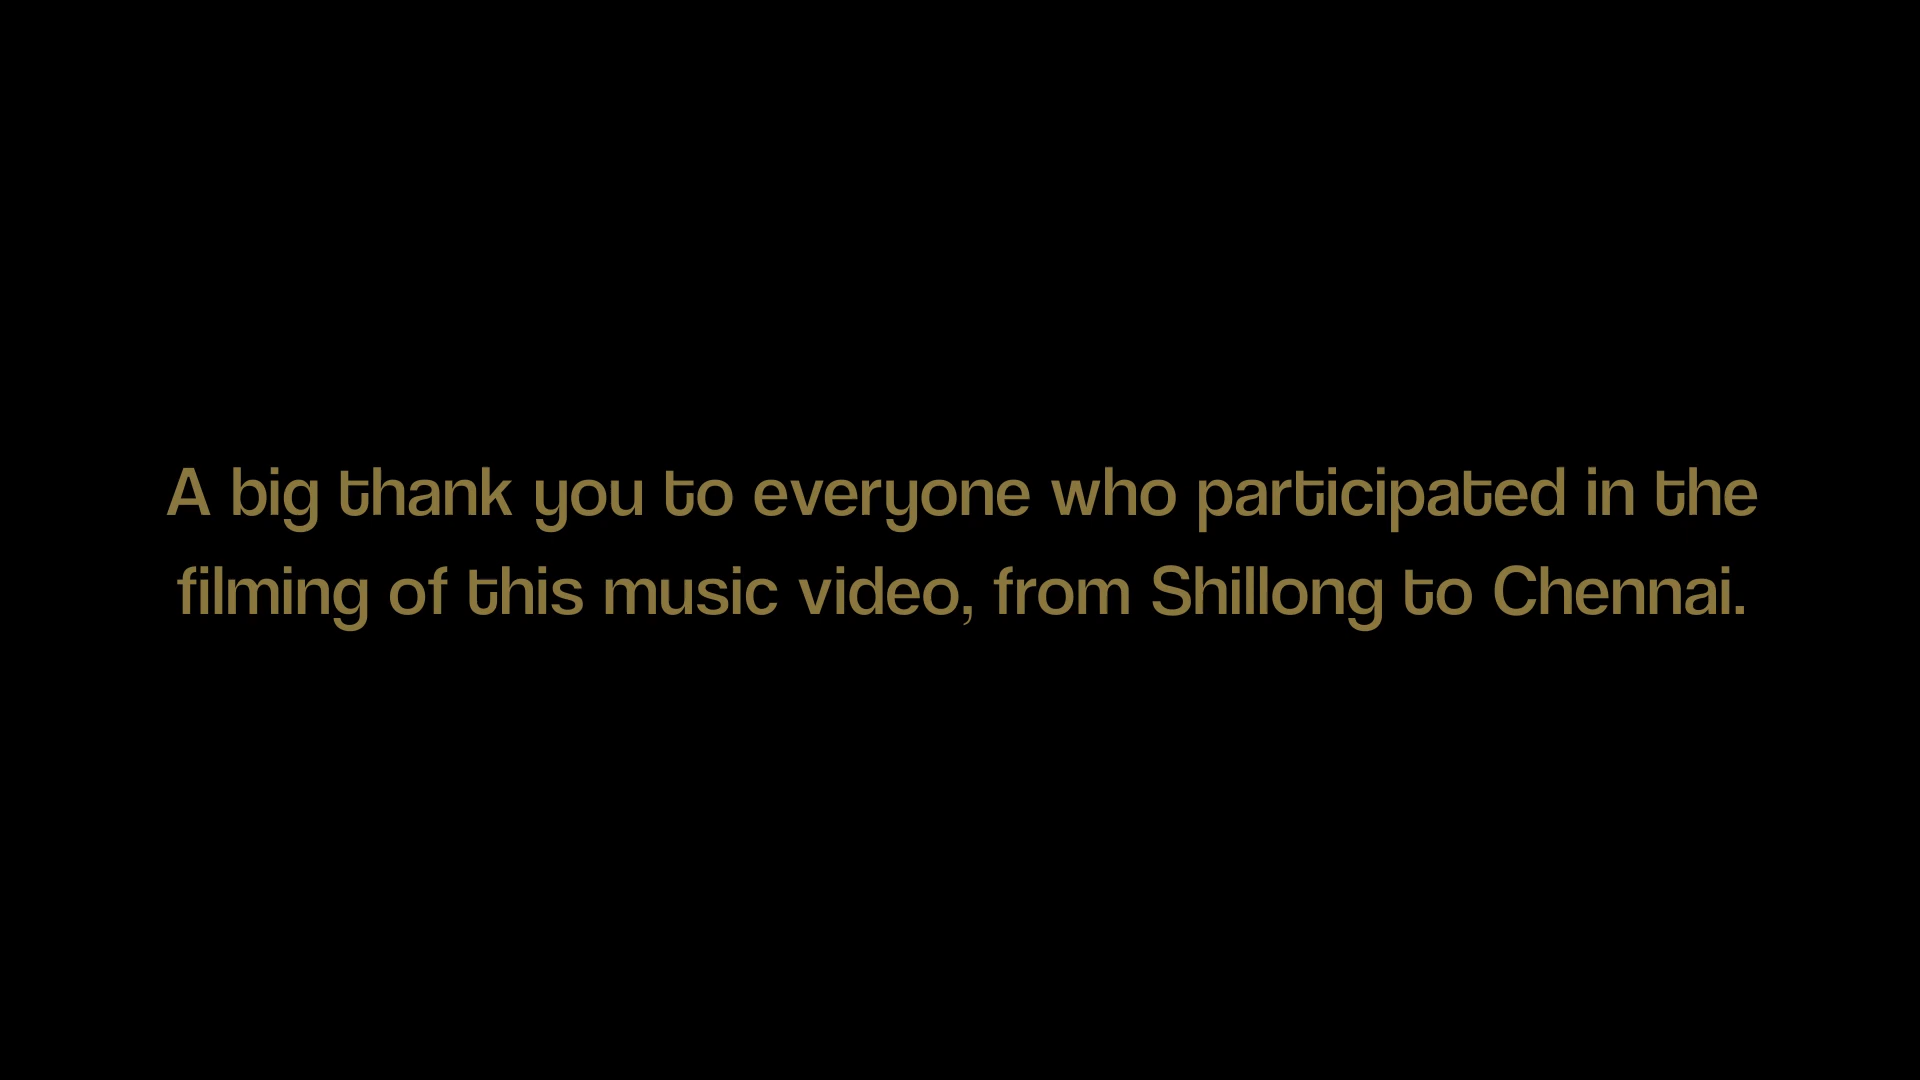 A big thank you to everyone who participated in the
filming of this music video, from Shillong to Chennai.